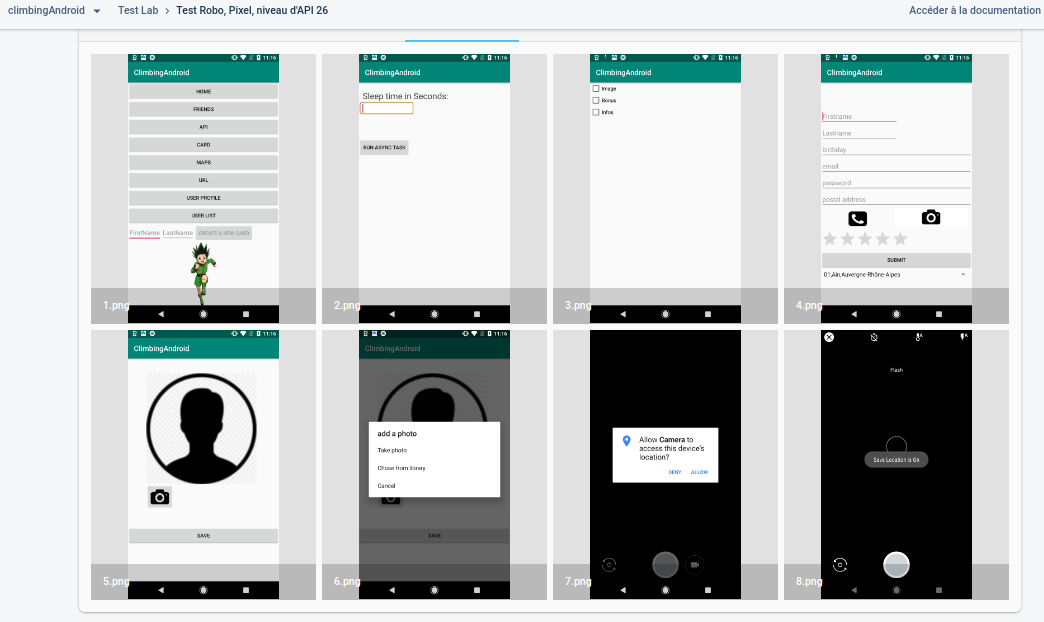 climbingAndroid Test Lab > Test Robo, Pixel, niveau d'API 26 Accéder à la documentation
11:16
ClimbingAndroid
HOME
FRIENDS
API
CARD
MAPS
URL
USER PROFILE
USER LIST
FirstName LastName CREATE A NEW CARD
1.png
11:16
ClimbingAndroid
Sleep time in Seconds:
RUN ASYNC TASK
2.png
11:16
ClimbingAndroid
Image
Bonus
Infos
3.png
11:16
ClimbingAndroid
Firstname
Lastname
birthday
email
password
postal address
SUBMIT
01,Ain,Auvergne-Rhône-Alpes
4.png
11:16
ClimbingAndroid
SAVE
5.png
11:16
ClimbingAndroid
add a photo
Take photo
Chose from library
Cancel
SAVE
6.png
Allow Camera to
access this device's
location?
DENY ALLOW
7.png
Flash
Save Location is On
8.png